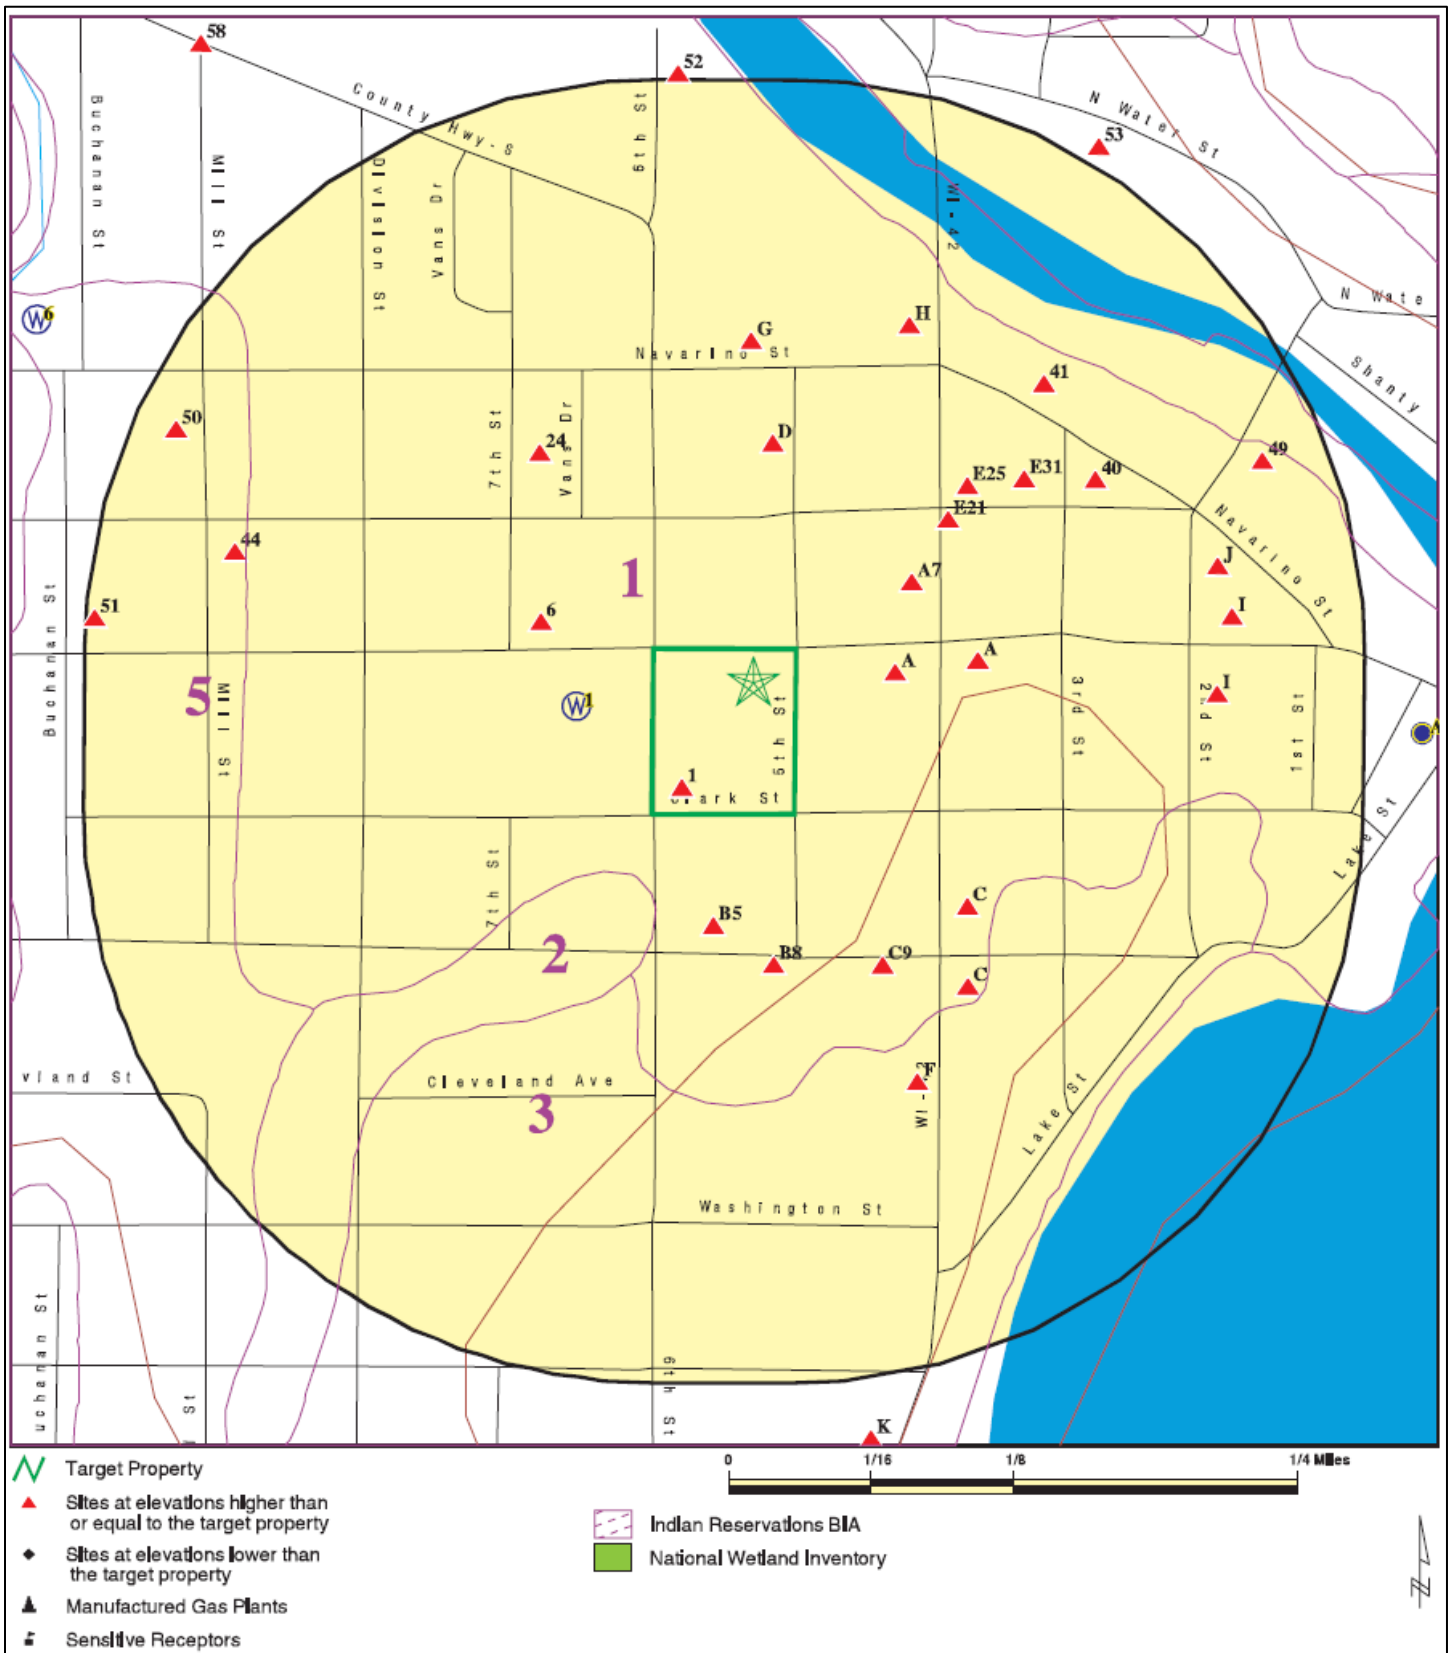 58
52
County Hwy-S
6th St
N Water St
53
Buchanan St
Mill St
Division St
Vans Dr
WI-42
N Wate
W6
G
H
Navarino St
Shanty
41
50
7th St
24
Vans Dr
D
49
E25
E31
40
E21
Navarino St
44
1
A7
J
51
6
I
Buchanan St
A
A
5
Mill St
W1
5th St
3rd St
2nd St
I
1st St
A
1
Clark St
Lake St
7th St
B5
C
2
B8
C9
C
vland St
Cleveland Ave
3
F
WI-
Lake St
Washington St
uchanan St
St
6th St
K
0
1/16
1/8
1/4 Miles
Target Property
Sites at elevations higher than
or equal to the target property
Indian Reservations BIA
Sites at elevations lower than
the target property
National Wetland Inventory
Manufactured Gas Plants
Sensitive Receptors